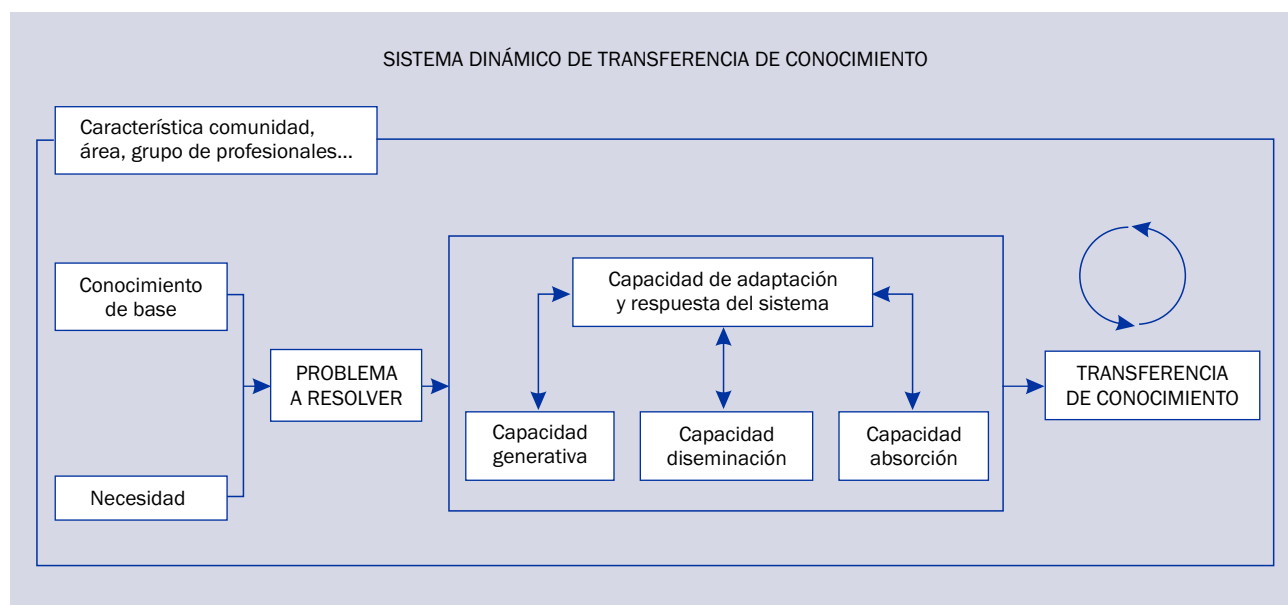 SISTEMA DINÁMICO DE TRANSFERENCIA DE CONOCIMIENTO
Característica comunidad,
área, grupo de profesionales...
Conocimiento
de base
Necesidad
PROBLEMA
A RESOLVER
Capacidad de adaptación
y respuesta del sistema
Capacidad
generativa
Capacidad
diseminación
Capacidad
absorción
TRANSFERENCIA
DE CONOCIMIENTO